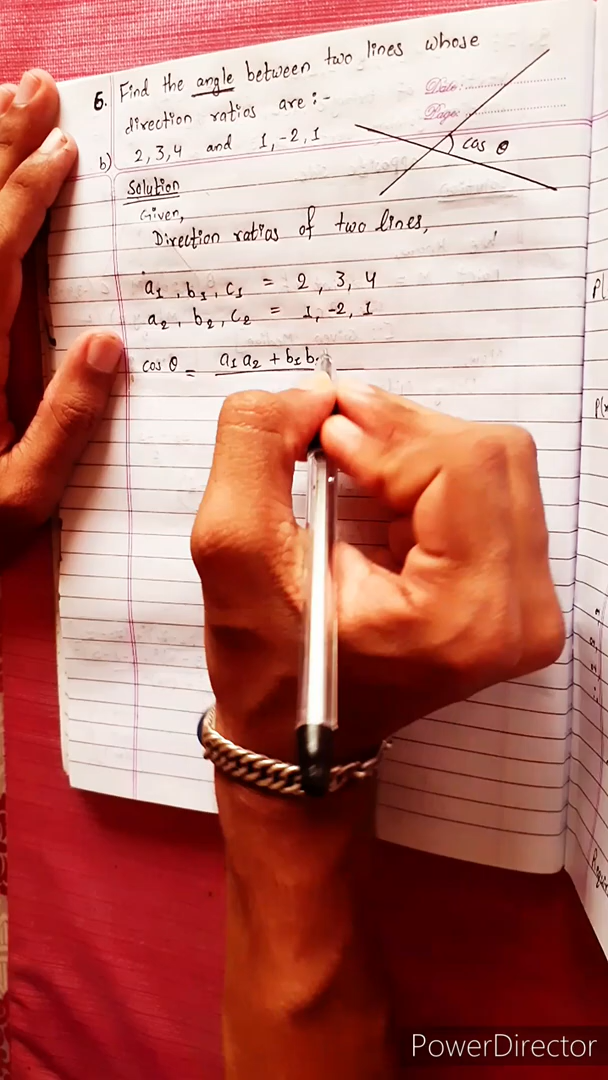 6. Find the angle between two lines whose
direction ratios are :-
b) 2, 3, 4 and 1, -2, 1
Date:
Page:
cos θ
Solution
Given,
Direction ratios of two lines,
a1, b1, c1 = 2, 3, 4
a2, b2, c2 = 1, -2, 1
cos θ = a1 a2 + b1 b
PowerDirector